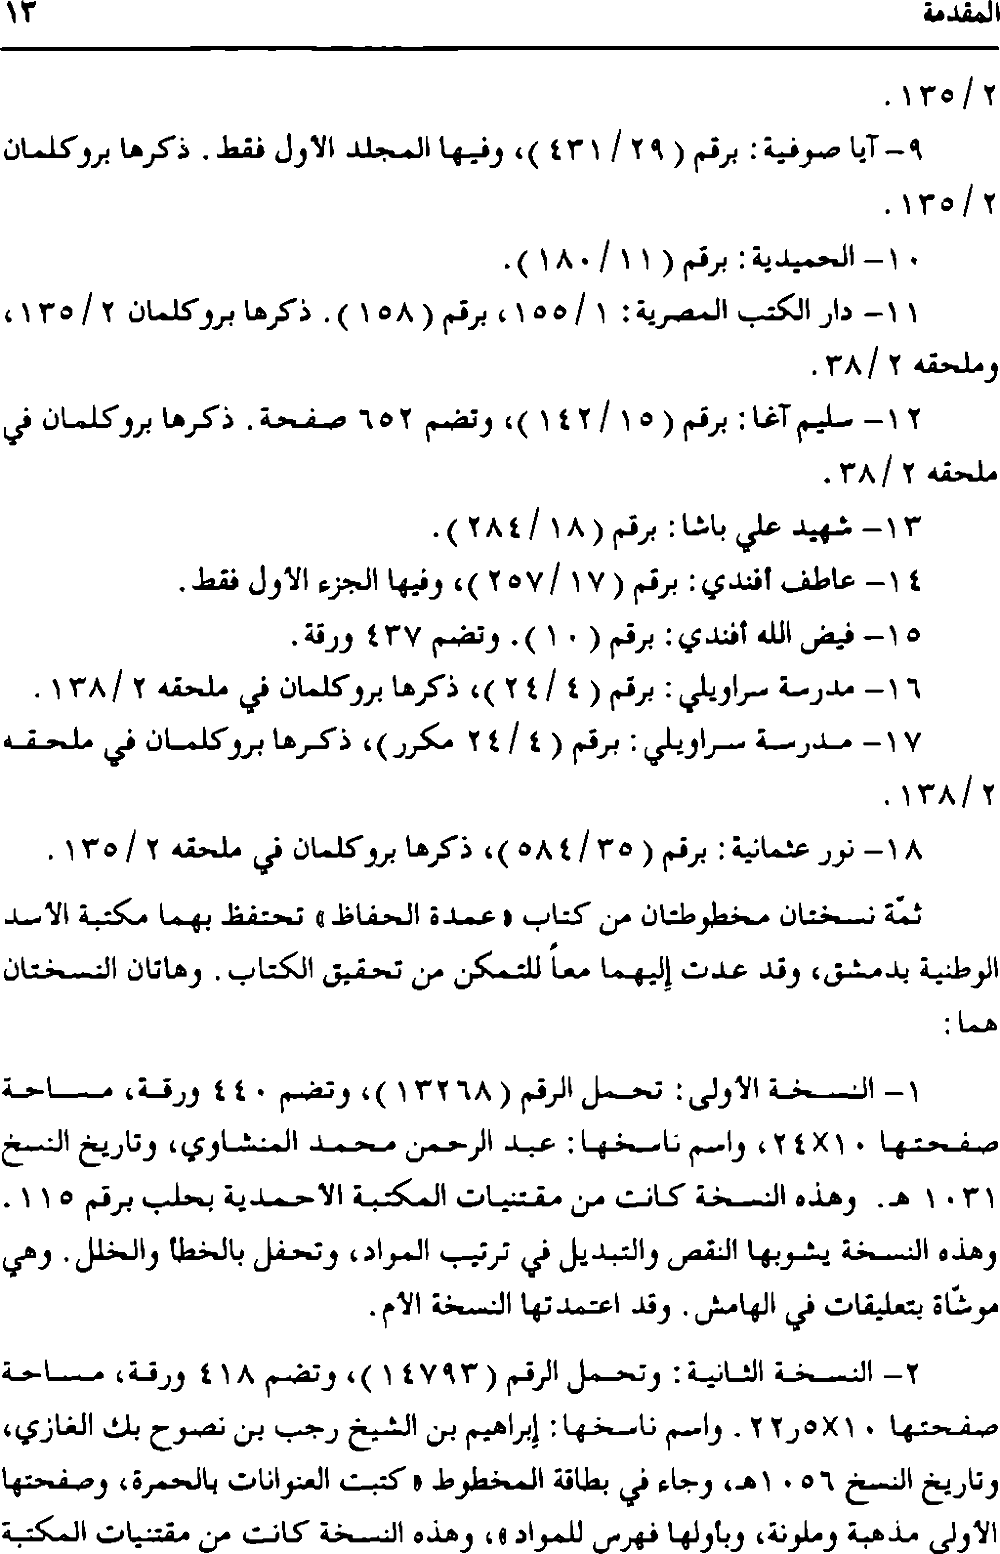 المقدمة ١٣
٢ / ١٣٥ .
٩- آيا صوفية : برقم ( ٢٩ / ٤٣١ )، وفيها المجلد الأول فقط . ذكرها بروكلمان
٢ / ١٣٥ .
١٠- الحميدية : برقم ( ١١ / ١٨٠ ).
١١- دار الكتب المصرية : ١ / ١٥٥ ، برقم ( ١٥٨ ) . ذكرها بروكلمان ٢ / ١٣٥ ،
وملحقه ٢ / ٣٨ .
١٢- سليم آغا : برقم ( ١٥ / ١٤٢ )، وتضم ٦٥٢ صفحة . ذكرها بروكلمان في
ملحقه ٢ / ٣٨ .
١٣- شهيد علي باشا : برقم ( ١٨ / ٢٨٤ ).
١٤- عاطف أفندي : برقم ( ١٧ / ٢٥٧ )، وفيها الجزء الأول فقط .
١٥- فيض الله أفندي : برقم ( ١٠ ) . وتضم ٤٣٧ ورقة .
١٦- مدرسة سراويلي : برقم ( ٤ / ٢٤ )، ذكرها بروكلمان في ملحقه ٢ / ١٣٨ .
١٧- مدرسة سراويلي : برقم ( ٤ / ٢٤ مكرر )، ذكرها بروكلمان في ملحقه
٢ / ١٣٨ .
١٨- نور عثمانية : برقم ( ٣٥ / ٥٨٤ )، ذكرها بروكلمان في ملحقه ٢ / ١٣٥ .
ثمّة نسختان مخطوطتان من كتاب « عمدة الحفاظ » تحتفظ بهما مكتبة الأسد
الوطنية بدمشق، وقد عدت إليهما معاً للتمكن من تحقيق الكتاب . وهاتان النسختان
هما :
١- النسخة الأولى : تحمل الرقم ( ١٣٢٦٨ )، وتضم ٤٤٠ ورقة، مساحة
صفحتها ١٠×٢٤ ، واسم ناسخها : عبد الرحمن محمد المنشاوي، وتاريخ النسخ
١٠٣١ هـ . وهذه النسخة كانت من مقتنيات المكتبة الأحمدية بحلب برقم ١١٥ .
وهذه النسخة يشوبها النقص والتبديل في ترتيب المواد، وتحفل بالخطأ والخلل . وهي
موشّاة بتعليقات في الهامش . وقد اعتمدتها النسخة الأم .
٢- النسخة الثانية : وتحمل الرقم ( ١٤٧٩٣ )، وتضم ٤١٨ ورقة، مساحة
صفحتها ١٠×٥ر٢٢ . واسم ناسخها : إبراهيم بن الشيخ رجب بن نصوح بك الغازي،
وتاريخ النسخ ١٠٥٦هـ، وجاء في بطاقة المخطوط « كتبت العنوانات بالحمرة، وصفحتها
الأولى مذهبة وملونة، وبأولها فهرس للمواد »، وهذه النسخة كانت من مقتنيات المكتبة